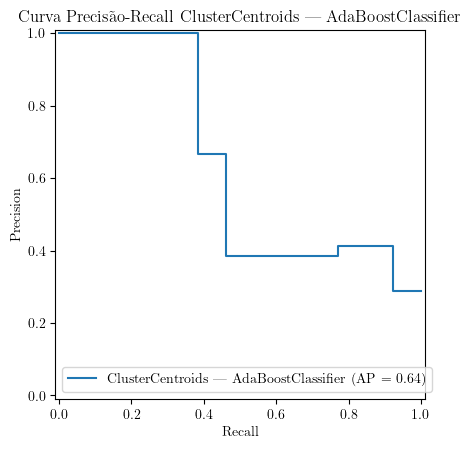 Curva Precisão-Recall ClusterCentroids — AdaBoostClassifier
1.0
0.8
0.6
0.4
0.2
0.0
Precision
ClusterCentroids — AdaBoostClassifier (AP = 0.64)
0.0 0.2 0.4 0.6 0.8 1.0
Recall